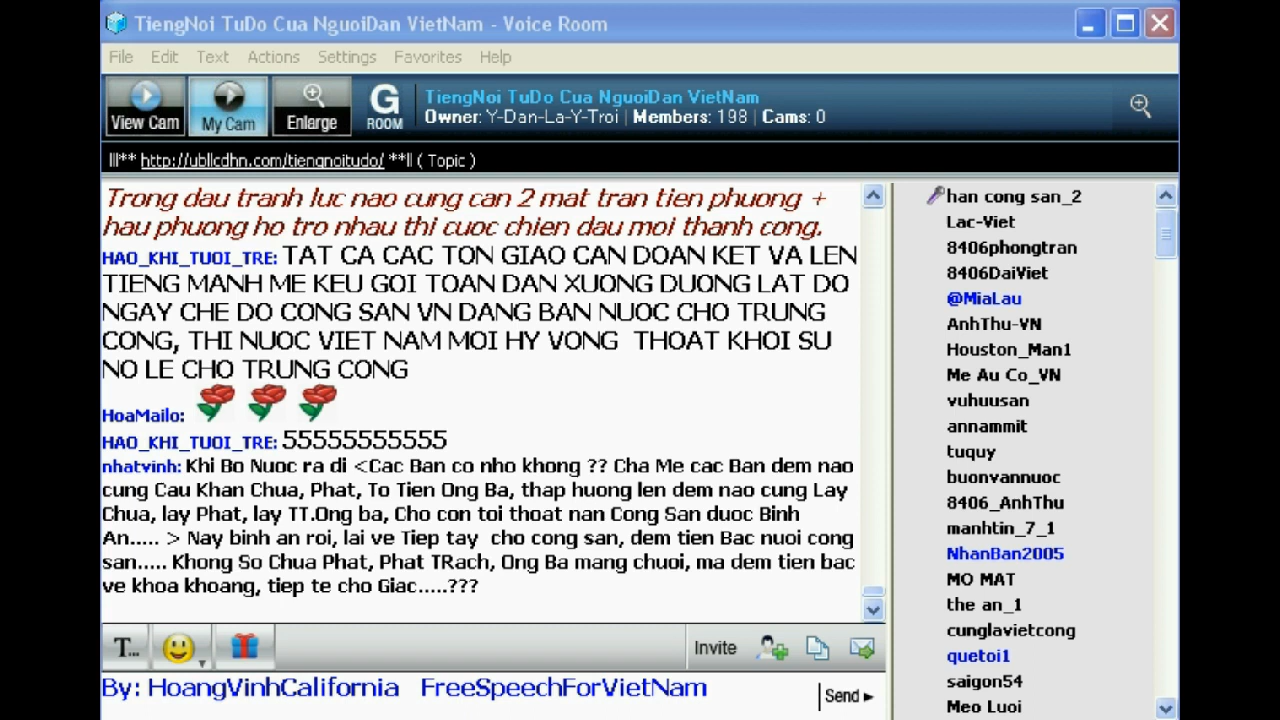 TiengNoi TuDo Cua NguoiDan VietNam - Voice Room
File Edit Text Actions Settings Favorites Help
View Cam My Cam Enlarge G ROOM
TiengNoi TuDo Cua NguoiDan VietNam
Owner: Y-Dan-La-Y-Troi | Members: 198 | Cams: 0
lll** http://ubllcdhn.com/tiengnoitudo/ **ll ( Topic )
Trong dau tranh luc nao cung can 2 mat tran tien phuong +
hau phuong ho tro nhau thi cuoc chien dau moi thanh cong.
HAO_KHI_TUOI_TRE: TAT CA CAC TON GIAO CAN DOAN KET VA LEN
TIENG MANH ME KEU GOI TOAN DAN XUONG DUONG LAT DO
NGAY CHE DO CONG SAN VN DANG BAN NUOC CHO TRUNG
CONG, THI NUOC VIET NAM MOI HY VONG THOAT KHOI SU
NO LE CHO TRUNG CONG
HoaMailo:
HAO_KHI_TUOI_TRE: 55555555555
nhatvinh: Khi Bo Nuoc ra di <Cac Ban co nho khong ?? Cha Me cac Ban dem nao
cung Cau Khan Chua, Phat, To Tien Ong Ba, thap huong len dem nao cung Lay
Chua, lay Phat, lay TT.Ong ba, Cho con toi thoat nan Cong San duoc Binh
An..... > Nay binh an roi, lai ve Tiep tay cho cong san, dem tien Bac nuoi cong
san..... Khong So Chua Phat, Phat TRach, Ong Ba mang chuoi, ma dem tien bac
ve khoa khoang, tiep te cho Giac.....???
T...
Invite
By: HoangVinhCalifornia FreeSpeechForVietNam
Send
han cong san_2
Lac-Viet
8406phongtran
8406DaiViet
@MiaLau
AnhThu-VN
Houston_Man1
Me Au Co_VN
vuhuusan
annammit
tuquy
buonvannuoc
8406_AnhThu
manhtin_7_1
NhanBan2005
MO MAT
the an_1
cunglavietcong
quetoi1
saigon54
Meo Luoi